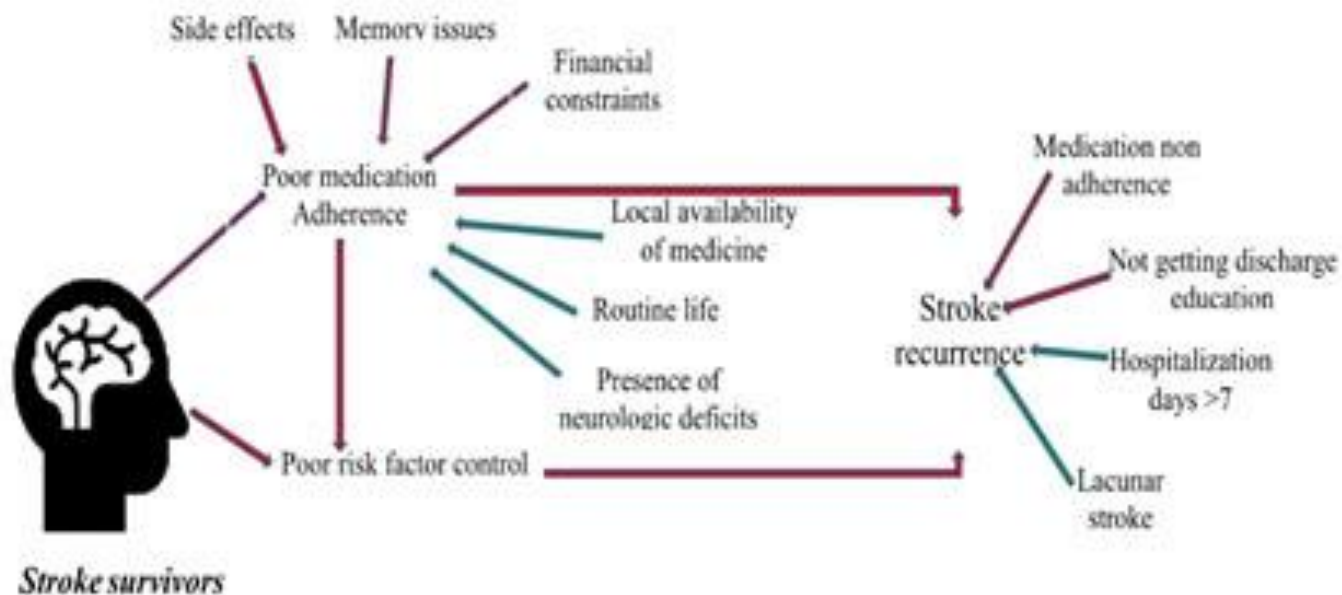 Side effects
Memory issues
Financial
constraints
Poor medication
Adherence
Local availability
of medicine
Routine life
Presence of
neurologic deficits
Poor risk factor control
Stroke survivors
Medication non
adherence
Not getting discharge
education
Stroke
recurrence
Hospitalization
days >7
Lacunar
stroke